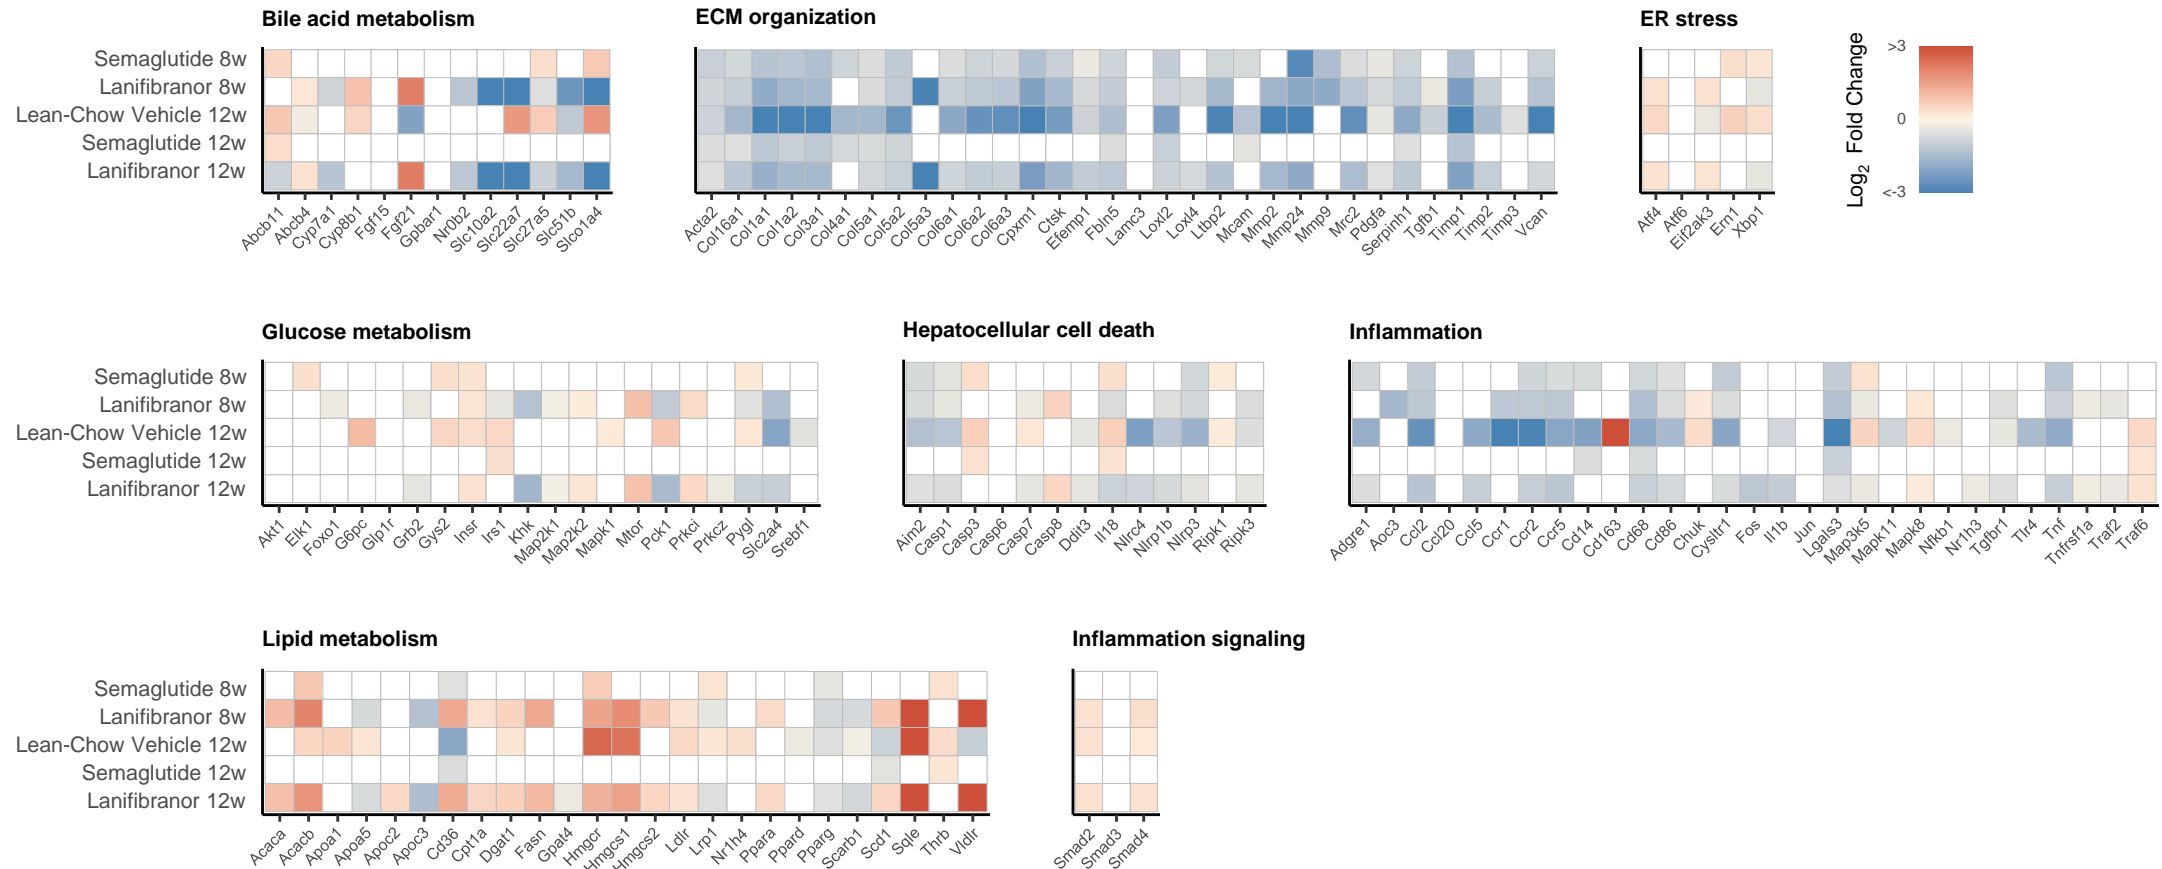 Bile acid metabolism
ECM organization
ER stress
Semaglutide 8w
Lanifibranor 8w
Lean-Chow Vehicle 12w
Semaglutide 12w
Lanifibranor 12w
Abcb11
Abcb4
Cyp7a1
Cyp8b1
Fgf15
Fgf21
Gpbar1
Nr0b2
Slc10a2
Slc22a7
Slc27a5
Slc51b
Slco1a4
Acta2
Col16a1
Col1a1
Col1a2
Col3a1
Col4a1
Col5a1
Col5a2
Col5a3
Col6a1
Col6a2
Col6a3
Cpxm1
Ctsk
Efemp1
Fbln5
Lamc3
Loxl2
Loxl4
Ltbp2
Mcam
Mmp2
Mmp24
Mmp9
Mrc2
Pdgfa
Serpinh1
Tgfb1
Timp1
Timp2
Timp3
Vcan
Atf4
Atf6
Eif2ak3
Ern1
Xbp1
Log2 Fold Change
>3
0
<-3
Glucose metabolism
Hepatocellular cell death
Inflammation
Semaglutide 8w
Lanifibranor 8w
Lean-Chow Vehicle 12w
Semaglutide 12w
Lanifibranor 12w
Akt1
Elk1
Foxo1
G6pc
Glp1r
Grb2
Gys2
Insr
Irs1
Khk
Map2k1
Map2k2
Mapk1
Mtor
Pck1
Prkci
Prkcz
Pygl
Slc2a4
Srebf1
Aim2
Casp1
Casp3
Casp6
Casp7
Casp8
Ddit3
Il18
Nlrc4
Nlrp1b
Nlrp3
Ripk1
Ripk3
Adgre1
Aoc3
Ccl2
Ccl20
Ccl5
Ccr1
Ccr2
Ccr5
Cd14
Cd163
Cd68
Cd86
Chuk
Cysltr1
Fos
Il1b
Jun
Lgals3
Map3k5
Mapk11
Mapk8
Nfkb1
Nr1h3
Tgfbr1
Tlr4
Tnf
Tnfrsf1a
Traf2
Traf6
Lipid metabolism
Inflammation signaling
Semaglutide 8w
Lanifibranor 8w
Lean-Chow Vehicle 12w
Semaglutide 12w
Lanifibranor 12w
Acaca
Acacb
Apoa1
Apoa5
Apoc2
Apoc3
Cd36
Cpt1a
Dgat1
Fasn
Gpat4
Hmgcr
Hmgcs1
Hmgcs2
Ldlr
Lrp1
Nr1h4
Ppara
Ppard
Pparg
Scarb1
Scd1
Sqle
Thrb
Vldlr
Smad2
Smad3
Smad4